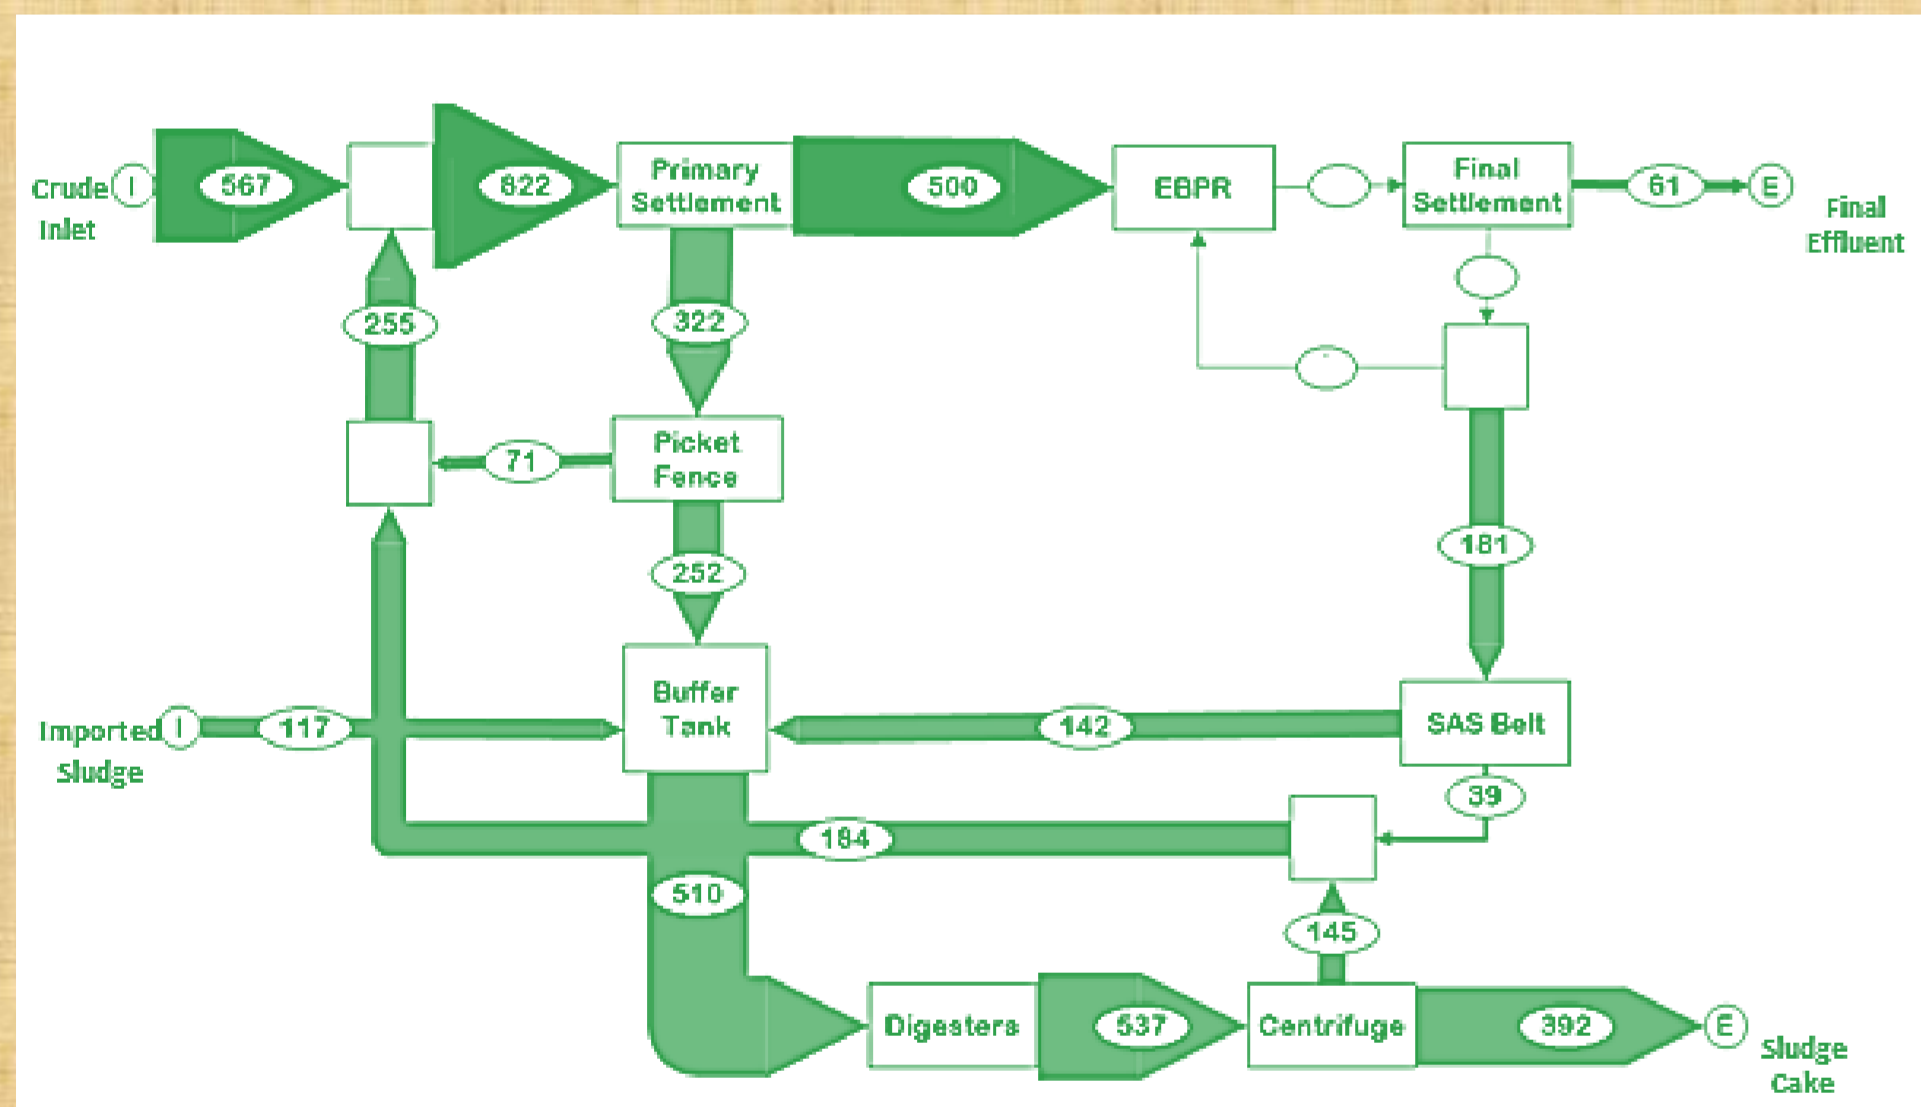 Crude
Inlet
I
567
822
Primary
Settlement
500
EBPR
Final
Settlement
61
E
Final
Effluent
255
322
71
Picket
Fence
252
181
Imported
Sludge
I
117
Buffer
Tank
142
SAS Belt
39
184
510
145
Digesters
537
Centrifuge
392
E
Sludge
Cake